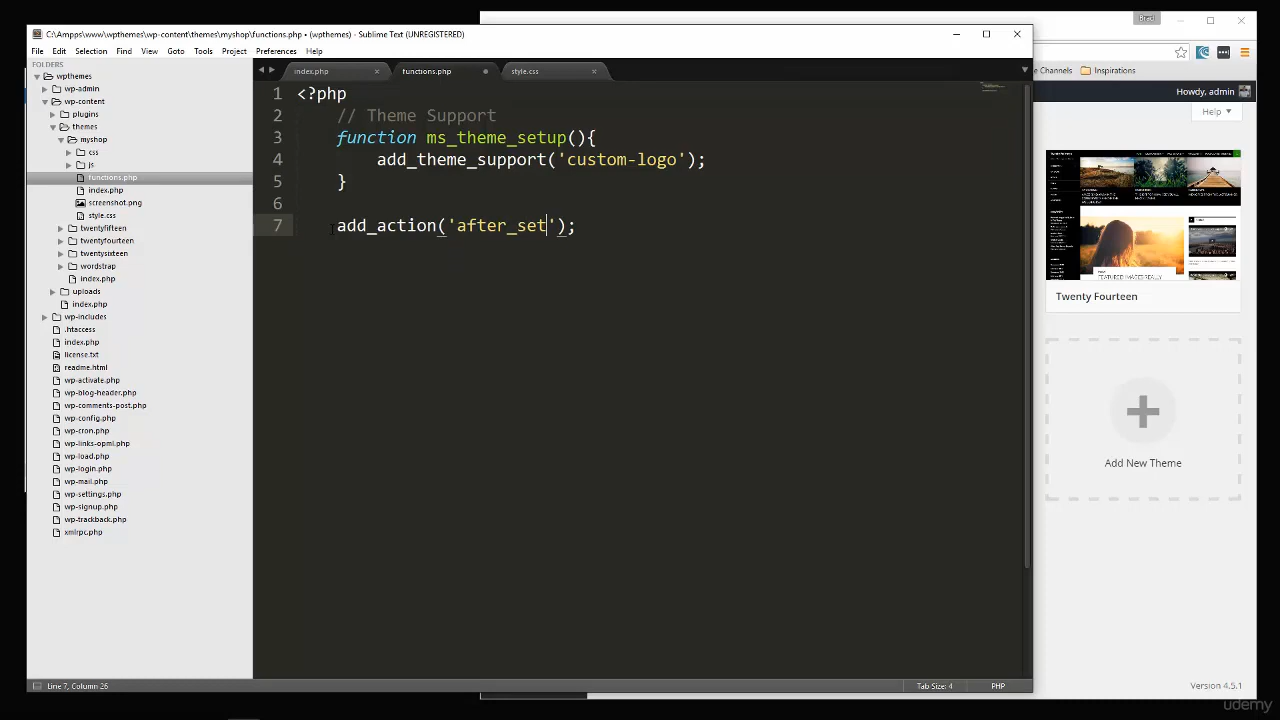 Brad
C:\Ampps\www\wpthemes\wp-content\themes\myshop\functions.php • (wpthemes) - Sublime Text (UNREGISTERED)
File Edit Selection Find View Goto Tools Project Preferences Help
e Channels Inspirations
FOLDERS
wpthemes
wp-admin
wp-content
plugins
themes
myshop
css
js
functions.php
index.php
screenshot.png
style.css
twentyfifteen
twentyfourteen
twentysixteen
wordstrap
index.php
uploads
index.php
wp-includes
.htaccess
index.php
license.txt
readme.html
wp-activate.php
wp-blog-header.php
wp-comments-post.php
wp-config.php
wp-cron.php
wp-links-opml.php
wp-load.php
wp-login.php
wp-mail.php
wp-settings.php
wp-signup.php
wp-trackback.php
xmlrpc.php
index.php functions.php style.css
1 <?php
2 // Theme Support
3 function ms_theme_setup(){
4 add_theme_support('custom-logo');
5 }
6
7 add_action('after_set');
Howdy, admin
Help
FEATURED IMAGES REALLY
Twenty Fourteen
Add New Theme
Version 4.5.1
Line 7, Column 26 Tab Size: 4 PHP
udemy